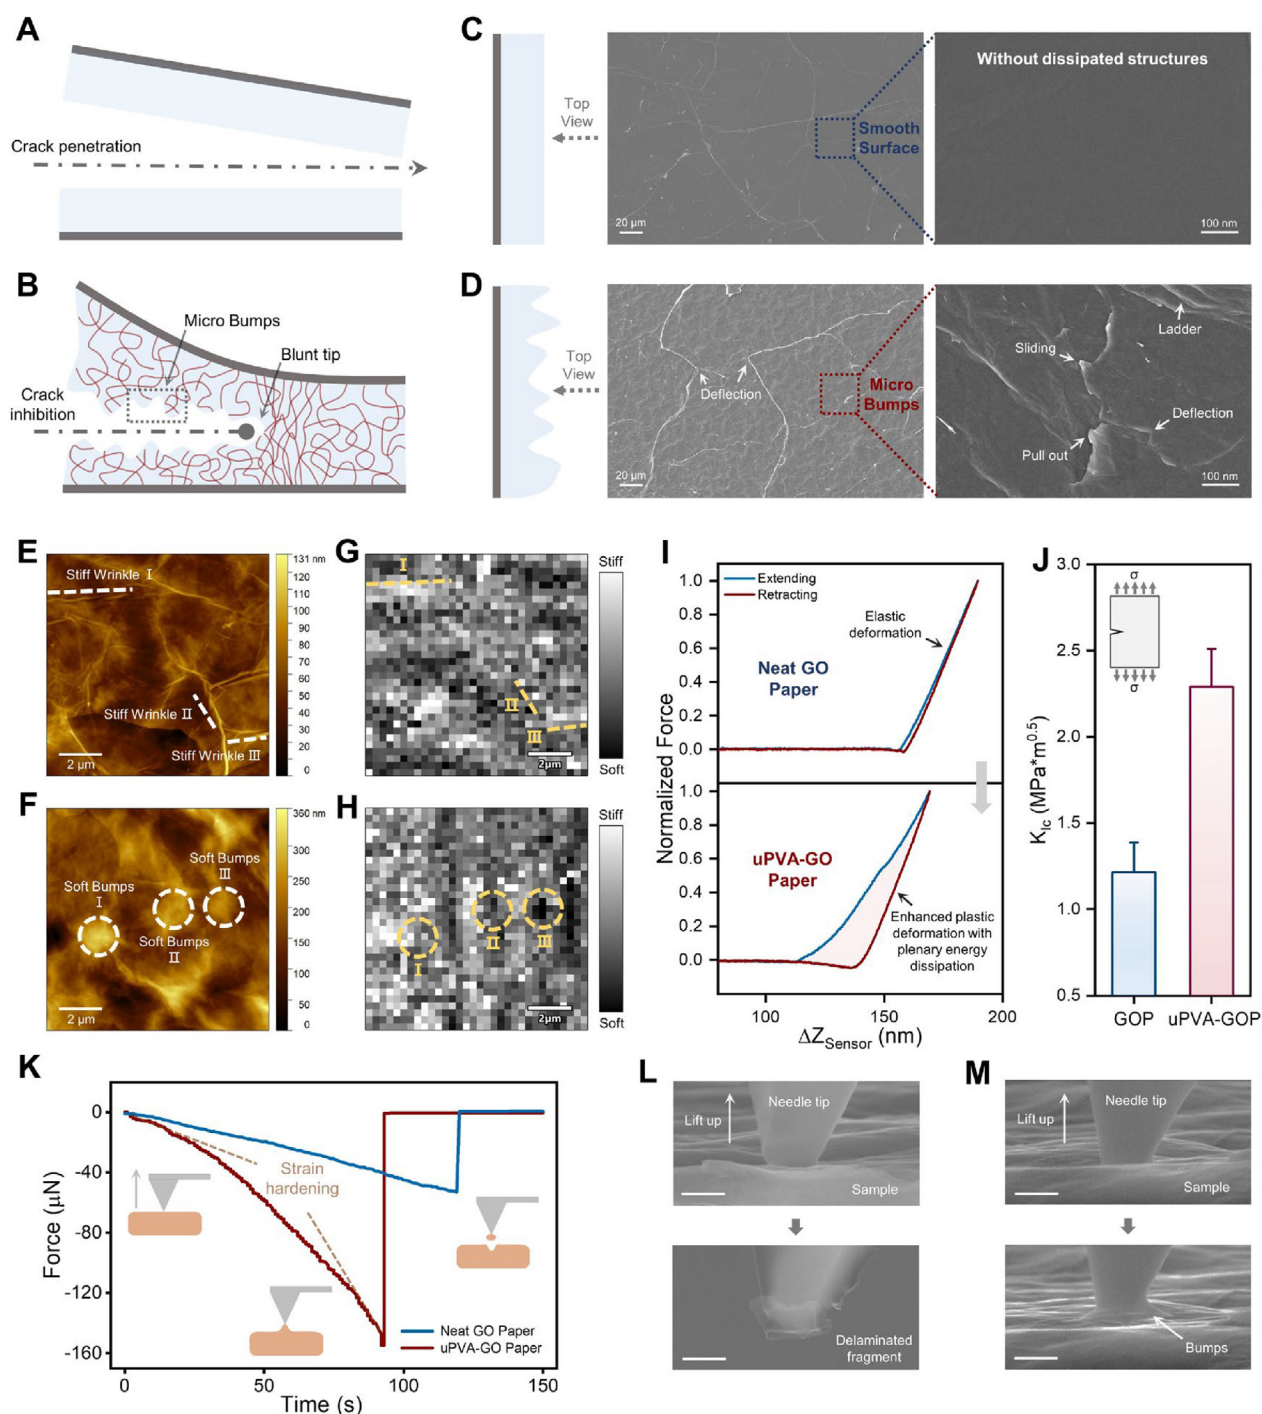 A
Crack penetration
B
Micro Bumps
Blunt tip
Crack
inhibition
C
Top
View
Smooth
Surface
20 μm
Without dissipated structures
100 nm
D
Top
View
Deflection
Micro
Bumps
20 μm
Ladder
Sliding
Deflection
Pull out
100 nm
E
Stiff Wrinkle Ⅰ
Stiff Wrinkle Ⅱ
Stiff Wrinkle Ⅲ
2 μm
131 nm
120
110
100
90
80
70
60
50
40
30
20
0
F
Soft Bumps
Ⅲ
Soft Bumps
Ⅰ
Soft Bumps
Ⅱ
2 μm
360 nm
300
250
200
150
100
50
0
G
Ⅰ
Ⅱ
Ⅲ
2μm
Stiff
Soft
H
Ⅰ
Ⅱ
Ⅲ
2μm
Stiff
Soft
I
Extending
Retracting
Elastic
deformation
Neat GO
Paper
1.0
0.8
0.6
0.4
0.2
0.0
uPVA-GO
Paper
Enhanced plastic
deformation with
plenary energy
dissipation
1.0
0.8
0.6
0.4
0.2
0.0
Normalized Force
100
150
200
ΔZSensor (nm)
J
σ
σ
3.0
2.5
2.0
1.5
1.0
0.5
KIc (MPa*m0.5)
GOP
uPVA-GOP
K
0
-40
-80
-120
-160
Force (μN)
Strain
hardening
Neat GO Paper
uPVA-GO Paper
0
50
100
150
Time (s)
L
Needle tip
Lift up
Sample
Delaminated
fragment
M
Needle tip
Lift up
Sample
Bumps